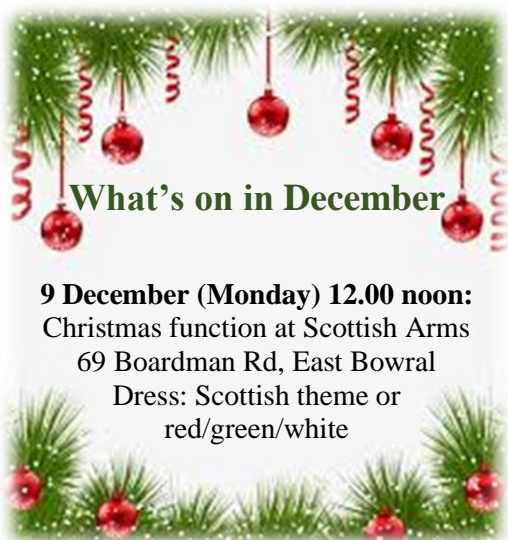 What's on in December
9 December (Monday) 12.00 noon:
Christmas function at Scottish Arms
69 Boardman Rd, East Bowral
Dress: Scottish theme or
red/green/white